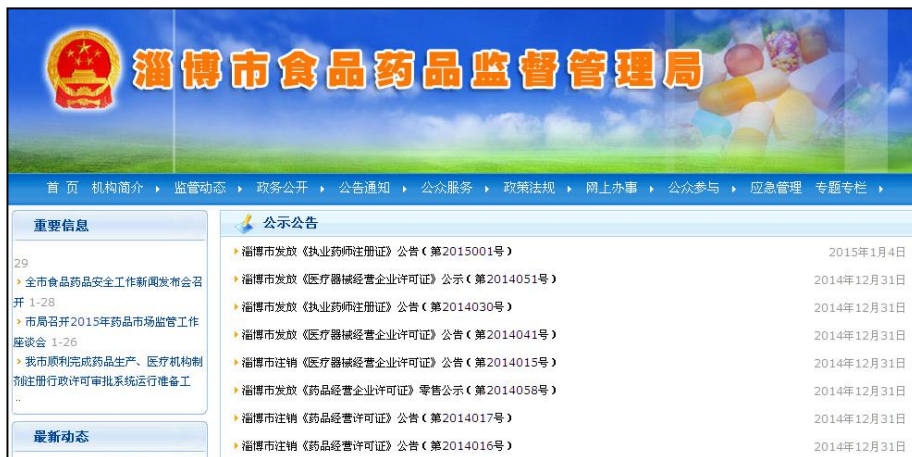 淄博市食品药品监督管理局
首 页 机构简介 监管动态 政务公开 公告通知 公众服务 政策法规 网上办事 公众参与 应急管理 专题专栏
重要信息
29
全市食品药品安全工作新闻发布会召
开 1-28
市局召开2015年药品市场监管工作
座谈会 1-26
我市顺利完成药品生产、医疗机构制
剂注册行政许可审批系统运行准备工
..
最新动态
公示公告
淄博市发放《执业药师注册证》公告(第2015001号) 2015年1月4日
淄博市发放《医疗器械经营企业许可证》公示(第2014051号) 2014年12月31日
淄博市发放《执业药师注册证》公告(第2014030号) 2014年12月31日
淄博市发放《医疗器械经营企业许可证》公告(第2014041号) 2014年12月31日
淄博市注销《医疗器械经营企业许可证》公告(第2014015号) 2014年12月31日
淄博市发放《药品经营企业许可证》零售公示(第2014058号) 2014年12月31日
淄博市注销《药品经营许可证》公告(第2014017号) 2014年12月31日
淄博市注销《药品经营许可证》公告(第2014016号) 2014年12月31日